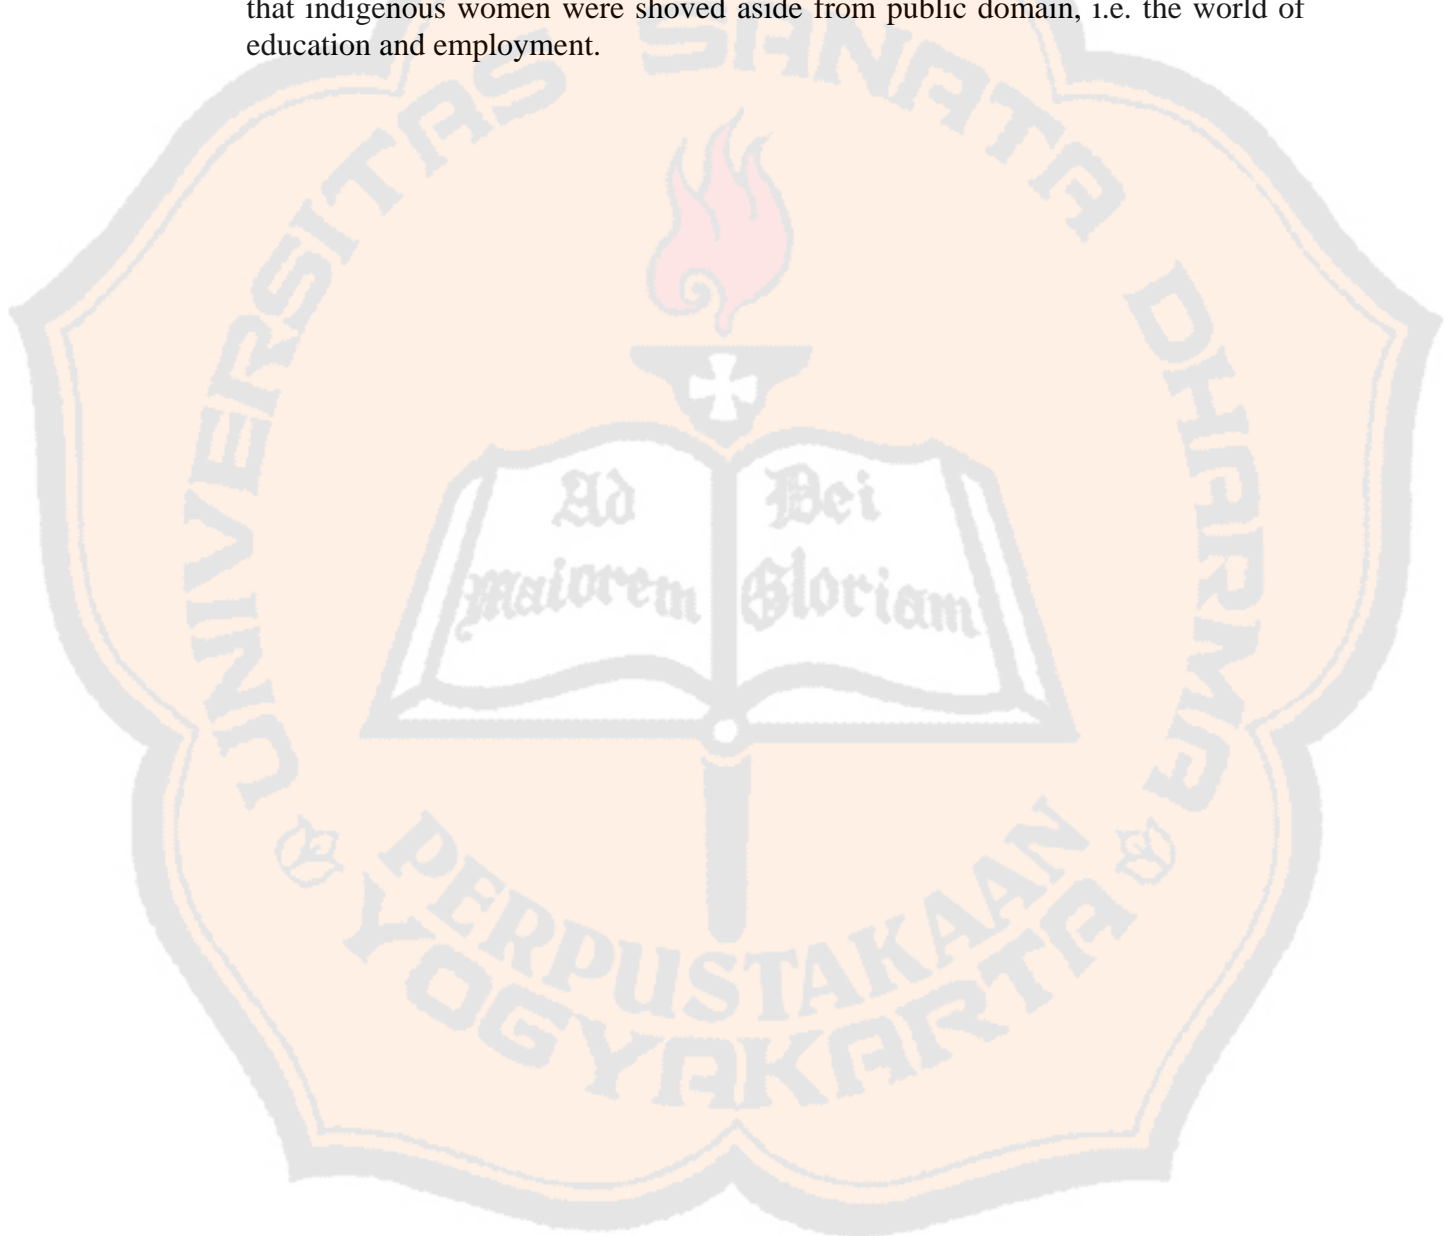 that indigenous women were shoved aside from public domain, i.e. the world of
education and employment.
UNIVERSITAS SANATA DHARMA
Ad Dei
Maiorem Gloriam
PERPUSTAKAAN
YOGYAKARTA